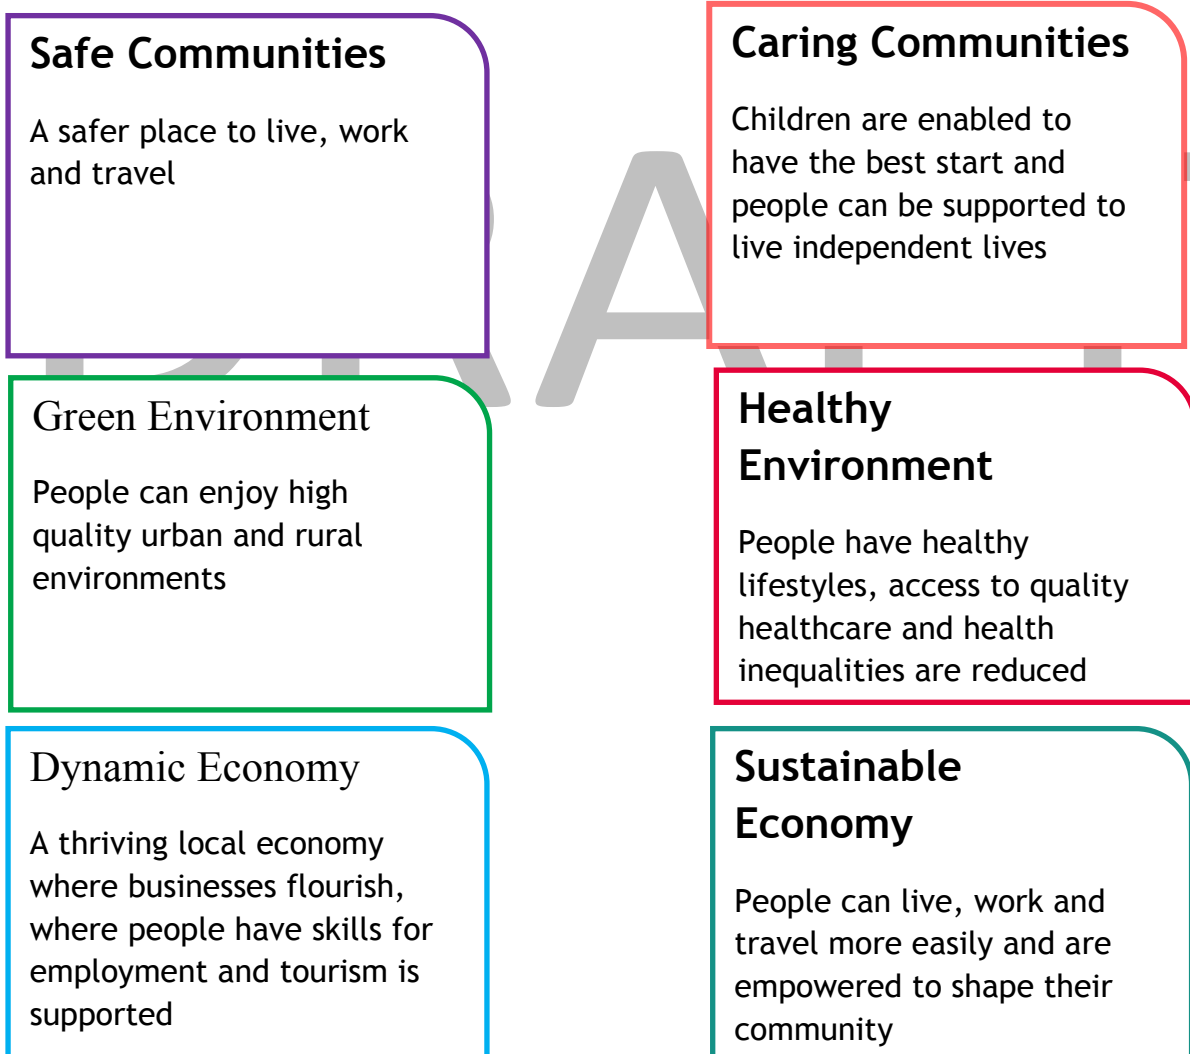 Safe Communities
A safer place to live, work
and travel
Caring Communities
Children are enabled to
have the best start and
people can be supported to
live independent lives
Green Environment
People can enjoy high
quality urban and rural
environments
Healthy
Environment
People have healthy
lifestyles, access to quality
healthcare and health
inequalities are reduced
Dynamic Economy
A thriving local economy
where businesses flourish,
where people have skills for
employment and tourism is
supported
Sustainable
Economy
People can live, work and
travel more easily and are
empowered to shape their
community
DRAFT